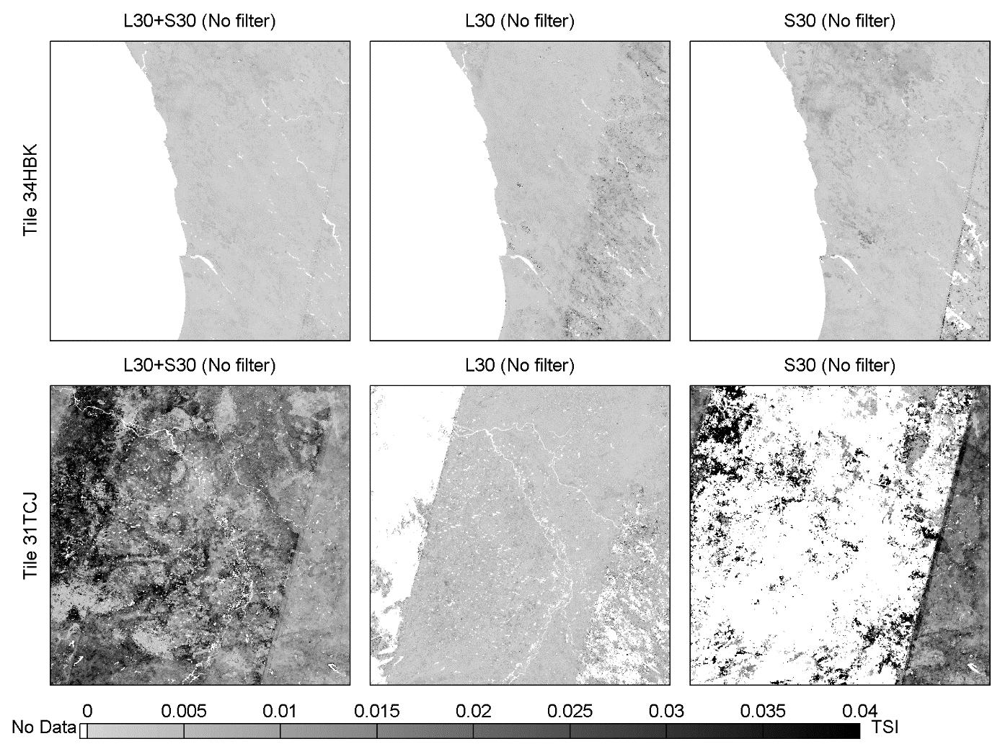 L30+S30 (No filter) L30 (No filter) S30 (No filter)
Tile 34HBK
L30+S30 (No filter) L30 (No filter) S30 (No filter)
Tile 31TCJ
0 0.005 0.01 0.015 0.02 0.025 0.03 0.035 0.04
No Data TSI